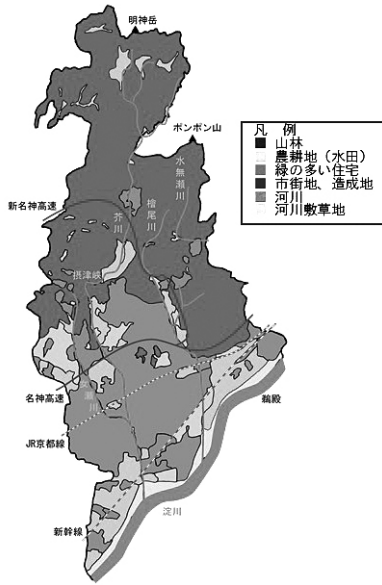 明神岳
ポンポン山
水無瀬川
新名神高速
芥川
檜尾川
摂津峡
名神高速
瀬川
JR京都線
鵜殿
淀川
新幹線
凡 例
山林
農耕地（水田）
緑の多い住宅
市街地、造成地
河川
河川敷草地